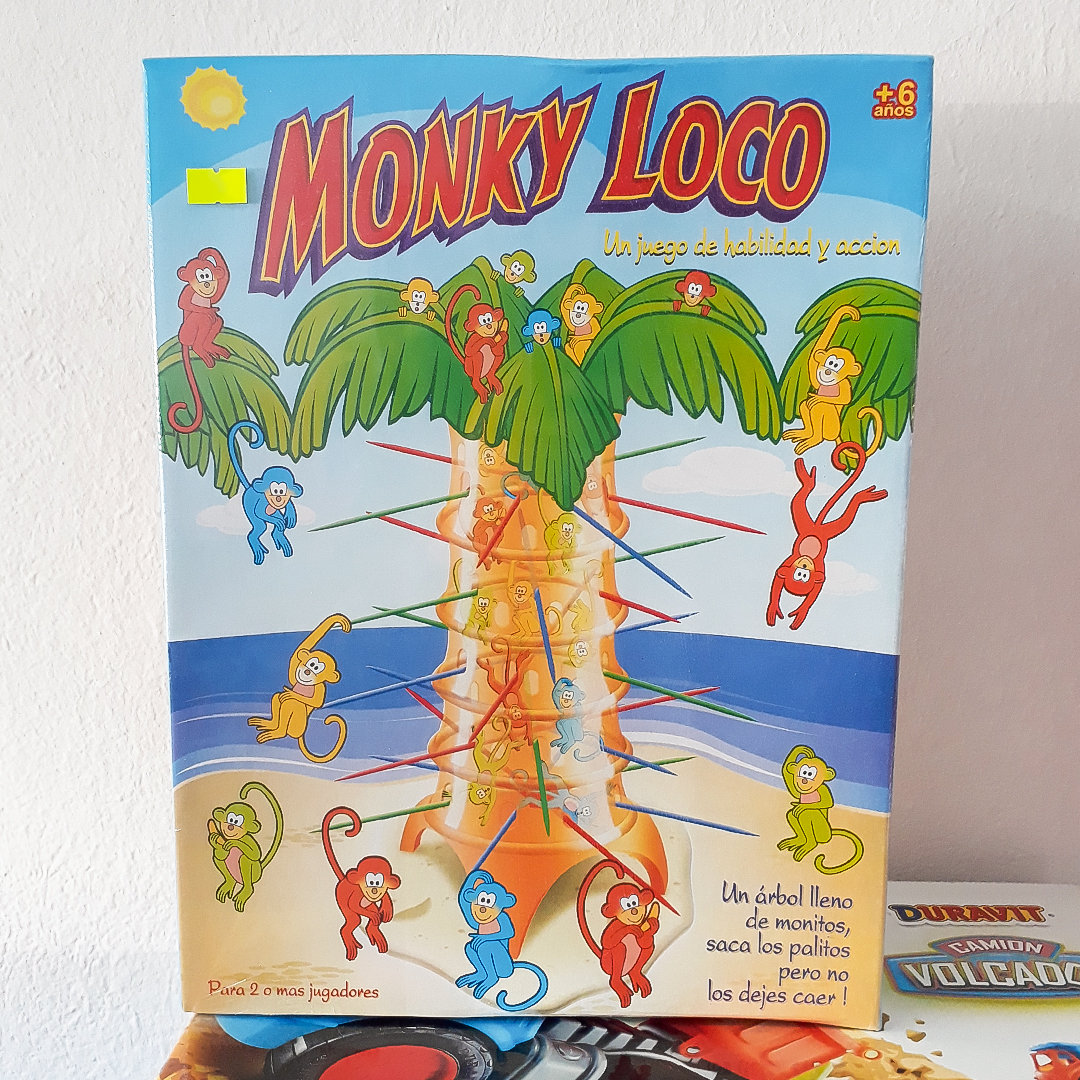 MONKY LOCO
+6
años
Un juego de habilidad y accion
Un árbol lleno
de monitos,
saca los palitos
pero no
los dejes caer !
Para 2 o mas jugadores
DURAVIT
CAMION
VOLCADO